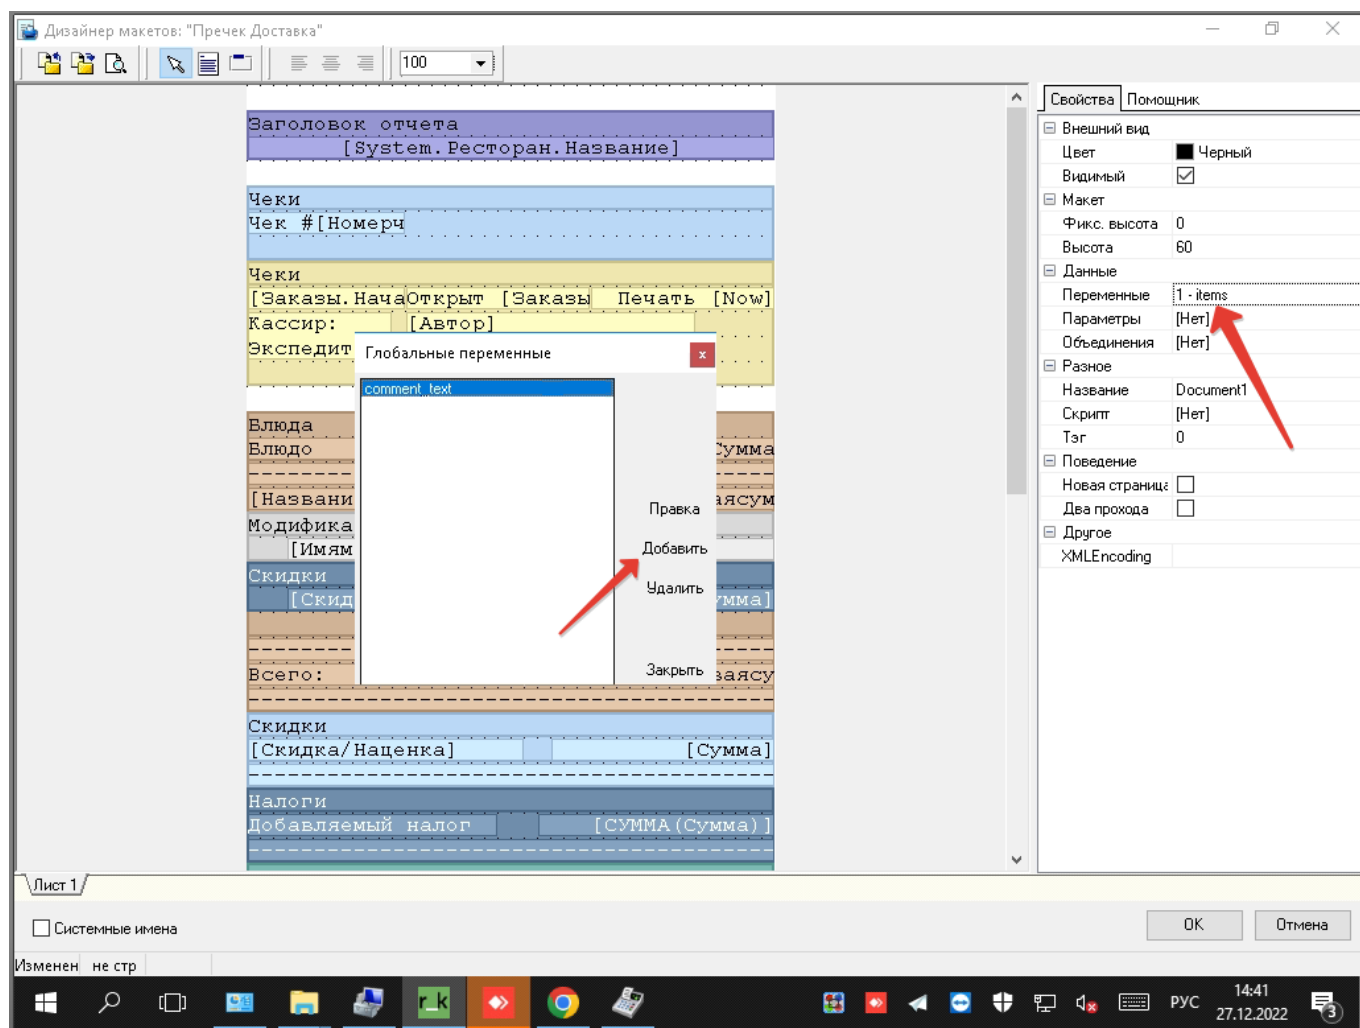 Дизайнер макетов: "Пречек Доставка"
100
Свойства Помощник
Внешний вид
Цвет Черный
Видимый
Макет
Фикс. высота 0
Высота 60
Данные
Переменные 1 - items
Параметры [Нет]
Объединения [Нет]
Разное
Название Document1
Скрипт [Нет]
Тэг 0
Поведение
Новая страница
Два прохода
Другое
XMLEncoding
Заголовок отчета
[System.Ресторан.Название]
Чеки
Чек #[Номерч
Чеки
[Заказы.Нача Открыт [Заказы Печать [Now]
Кассир: [Автор]
Экспедит
Глобальные переменные
comment_text
Правка
Добавить
Удалить
Закрыть
Блюда
Блюдо Сумма
[Названи аясум
Модифика
[Имям
Скидки
[Скид умма]
Всего: ваясу
Скидки
[Скидка/Наценка] [Сумма]
Налоги
Добавляемый налог [СУММА(Сумма)]
Лист 1
Системные имена
OK Отмена
Изменен не стр
r_k
РУС
14:41
27.12.2022
3